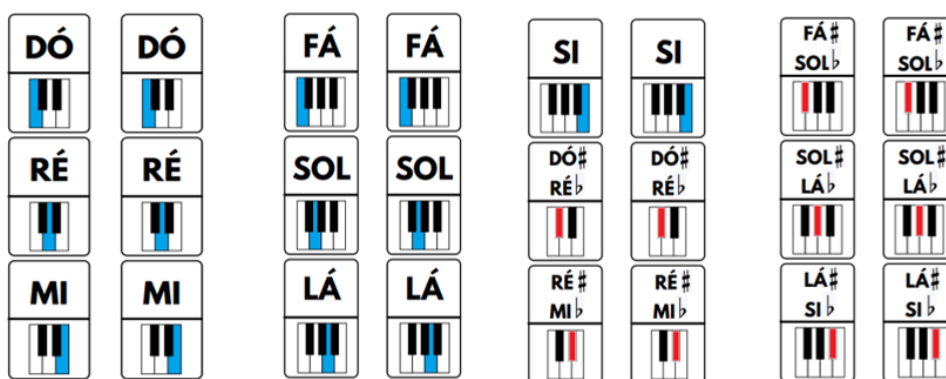 DÓ DÓ
RÉ RÉ
MI MI
FÁ FÁ
SOL SOL
LÁ LÁ
SI SI
DÓ♯ DÓ♯
RÉ♭ RÉ♭
RÉ♯ RÉ♯
MI♭ MI♭
FÁ♯ FÁ♯
SOL♭ SOL♭
SOL♯ SOL♯
LÁ♭ LÁ♭
LÁ♯ LÁ♯
SI♭ SI♭